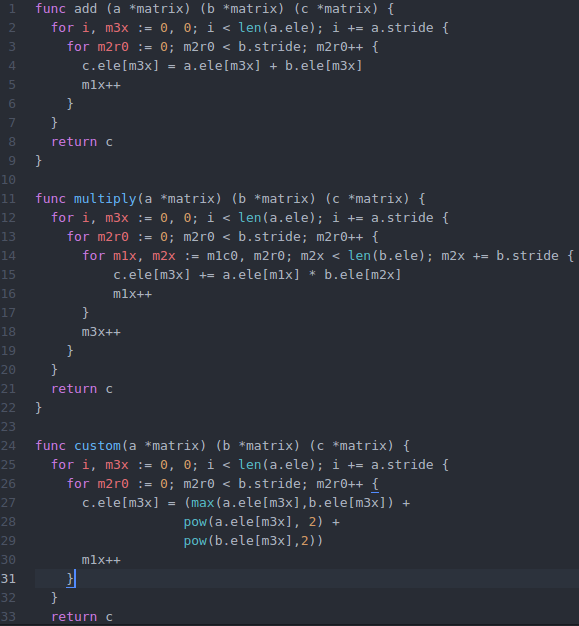 1 func add (a *matrix) (b *matrix) (c *matrix) {
2   for i, m3x := 0, 0; i < len(a.ele); i += a.stride {
3     for m2r0 := 0; m2r0 < b.stride; m2r0++ {
4       c.ele[m3x] = a.ele[m3x] + b.ele[m3x]
5       m1x++
6     }
7   }
8   return c
9 }
10
11 func multiply(a *matrix) (b *matrix) (c *matrix) {
12   for i, m3x := 0, 0; i < len(a.ele); i += a.stride {
13     for m2r0 := 0; m2r0 < b.stride; m2r0++ {
14       for m1x, m2x := m1c0, m2r0; m2x < len(b.ele); m2x += b.stride {
15           c.ele[m3x] += a.ele[m1x] * b.ele[m2x]
16           m1x++
17       }
18       m3x++
19     }
20   }
21   return c
22 }
23
24 func custom(a *matrix) (b *matrix) (c *matrix) {
25   for i, m3x := 0, 0; i < len(a.ele); i += a.stride {
26     for m2r0 := 0; m2r0 < b.stride; m2r0++ {
27       c.ele[m3x] = (max(a.ele[m3x],b.ele[m3x]) +
28                    pow(a.ele[m3x], 2) +
29                    pow(b.ele[m3x],2))
30       m1x++
31     }
32   }
33   return c